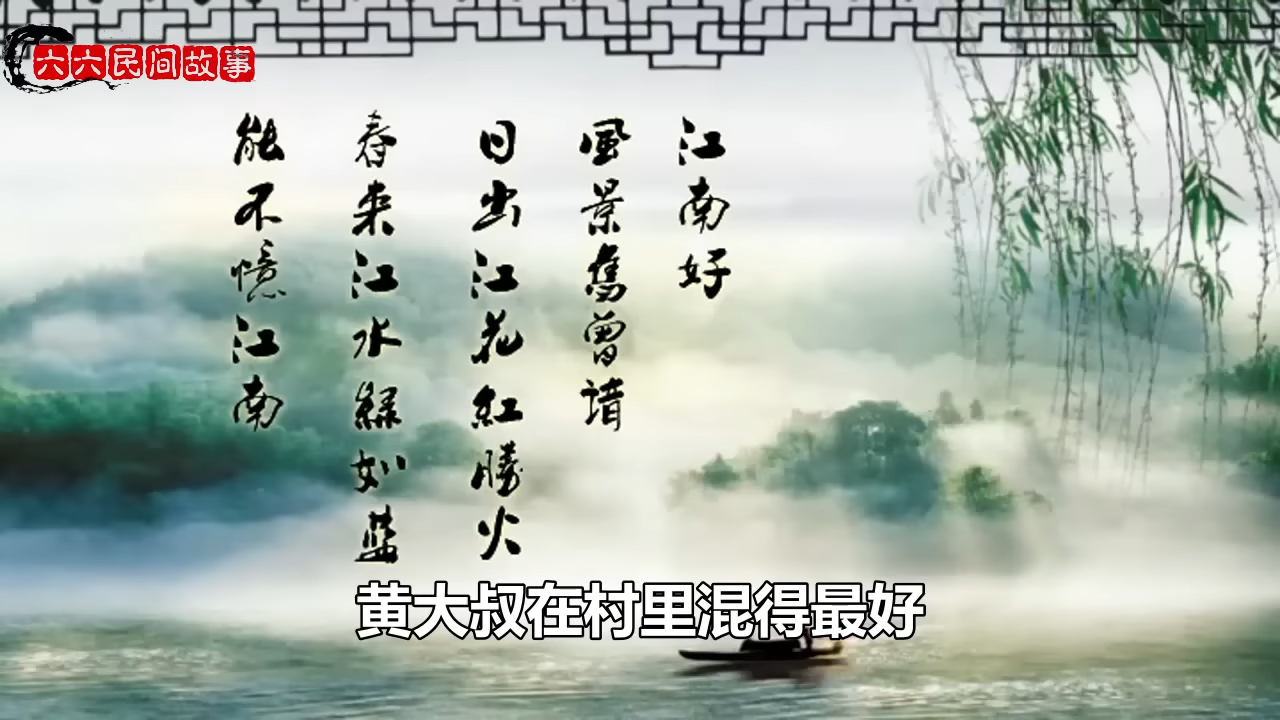 六六民间故事
江南好
風景舊曾諳
日出江花紅勝火
春来江水綠如藍
能不憶江南
黄大叔在村里混得最好